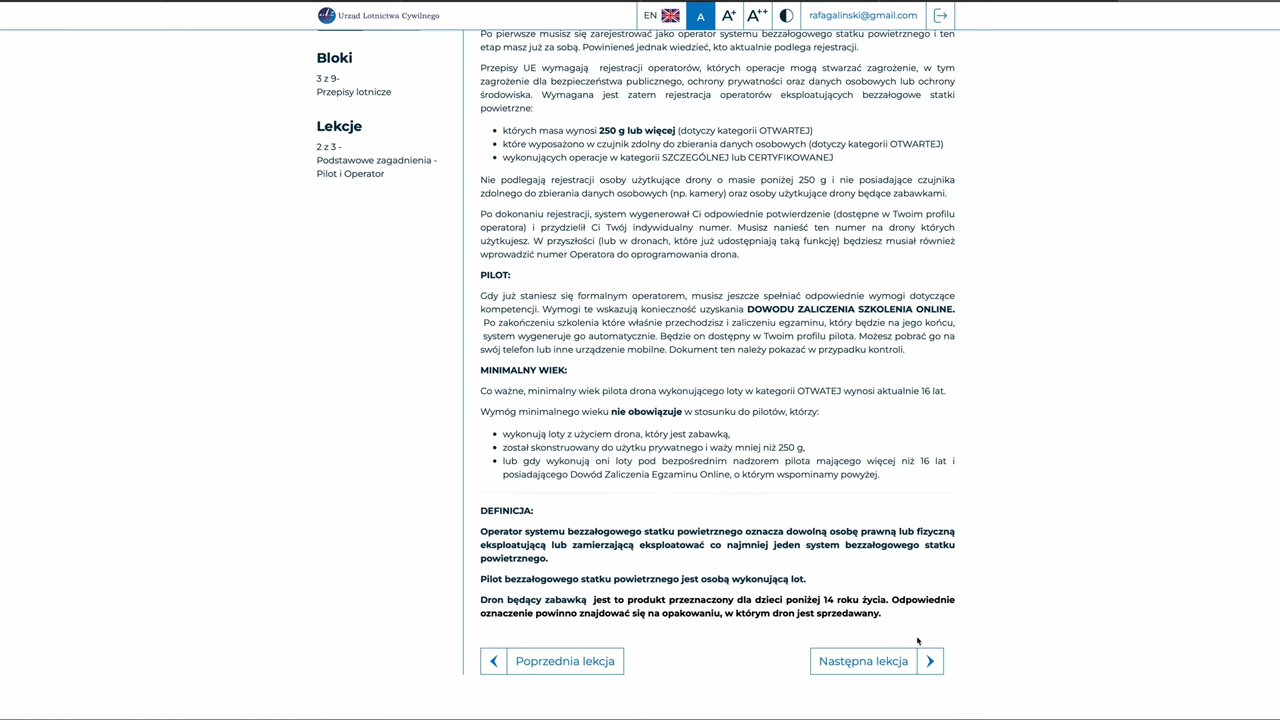 Urząd Lotnictwa Cywilnego
EN
A
A+
A++
rafagalinski@gmail.com
Bloki
3 z 9-
Przepisy lotnicze
Lekcje
2 z 3 -
Podstawowe zagadnienia -
Pilot i Operator
Po pierwsze musisz się zarejestrować jako operator systemu bezzałogowego statku powietrznego i ten
etap masz już za sobą. Powinieneś jednak wiedzieć, kto aktualnie podlega rejestracji.
Przepisy UE wymagają rejestracji operatorów, których operacje mogą stwarzać zagrożenie, w tym
zagrożenie dla bezpieczeństwa publicznego, ochrony prywatności oraz danych osobowych lub ochrony
środowiska. Wymagana jest zatem rejestracja operatorów eksploatujących bezzałogowe statki
powietrzne:
• których masa wynosi 250 g lub więcej (dotyczy kategorii OTWARTEJ)
• które wyposażono w czujnik zdolny do zbierania danych osobowych (dotyczy kategorii OTWARTEJ)
• wykonujących operacje w kategorii SZCZEGÓLNEJ lub CERTYFIKOWANEJ
Nie podlegają rejestracji osoby użytkujące drony o masie poniżej 250 g i nie posiadające czujnika
zdolnego do zbierania danych osobowych (np. kamery) oraz osoby użytkujące drony będące zabawkami.
Po dokonaniu rejestracji, system wygenerował Ci odpowiednie potwierdzenie (dostępne w Twoim profilu
operatora) i przydzielił Ci Twój indywidualny numer. Musisz nanieść ten numer na drony których
użytkujesz. W przyszłości (lub w dronach, które już udostępniają taką funkcję) będziesz musiał również
wprowadzić numer Operatora do oprogramowania drona.
PILOT:
Gdy już staniesz się formalnym operatorem, musisz jeszcze spełniać odpowiednie wymogi dotyczące
kompetencji. Wymogi te wskazują konieczność uzyskania DOWODU ZALICZENIA SZKOLENIA ONLINE.
Po zakończeniu szkolenia które właśnie przechodzisz i zaliczeniu egzaminu, który będzie na jego końcu,
system wygeneruje go automatycznie. Będzie on dostępny w Twoim profilu pilota. Możesz pobrać go na
swój telefon lub inne urządzenie mobilne. Dokument ten należy pokazać w przypadku kontroli.
MINIMALNY WIEK:
Co ważne, minimalny wiek pilota drona wykonującego loty w kategorii OTWATEJ wynosi aktualnie 16 lat.
Wymóg minimalnego wieku nie obowiązuje w stosunku do pilotów, którzy:
• wykonują loty z użyciem drona, który jest zabawką,
• został skonstruowany do użytku prywatnego i waży mniej niż 250 g,
• lub gdy wykonują oni loty pod bezpośrednim nadzorem pilota mającego więcej niż 16 lat i
posiadającego Dowód Zaliczenia Egzaminu Online, o którym wspominamy powyżej.
DEFINICJA:
Operator systemu bezzałogowego statku powietrznego oznacza dowolną osobę prawną lub fizyczną
eksploatującą lub zamierzającą eksploatować co najmniej jeden system bezzałogowego statku
powietrznego.
Pilot bezzałogowego statku powietrznego jest osobą wykonującą lot.
Dron będący zabawką jest to produkt przeznaczony dla dzieci poniżej 14 roku życia. Odpowiednie
oznaczenie powinno znajdować się na opakowaniu, w którym dron jest sprzedawany.
Poprzednia lekcja
Następna lekcja